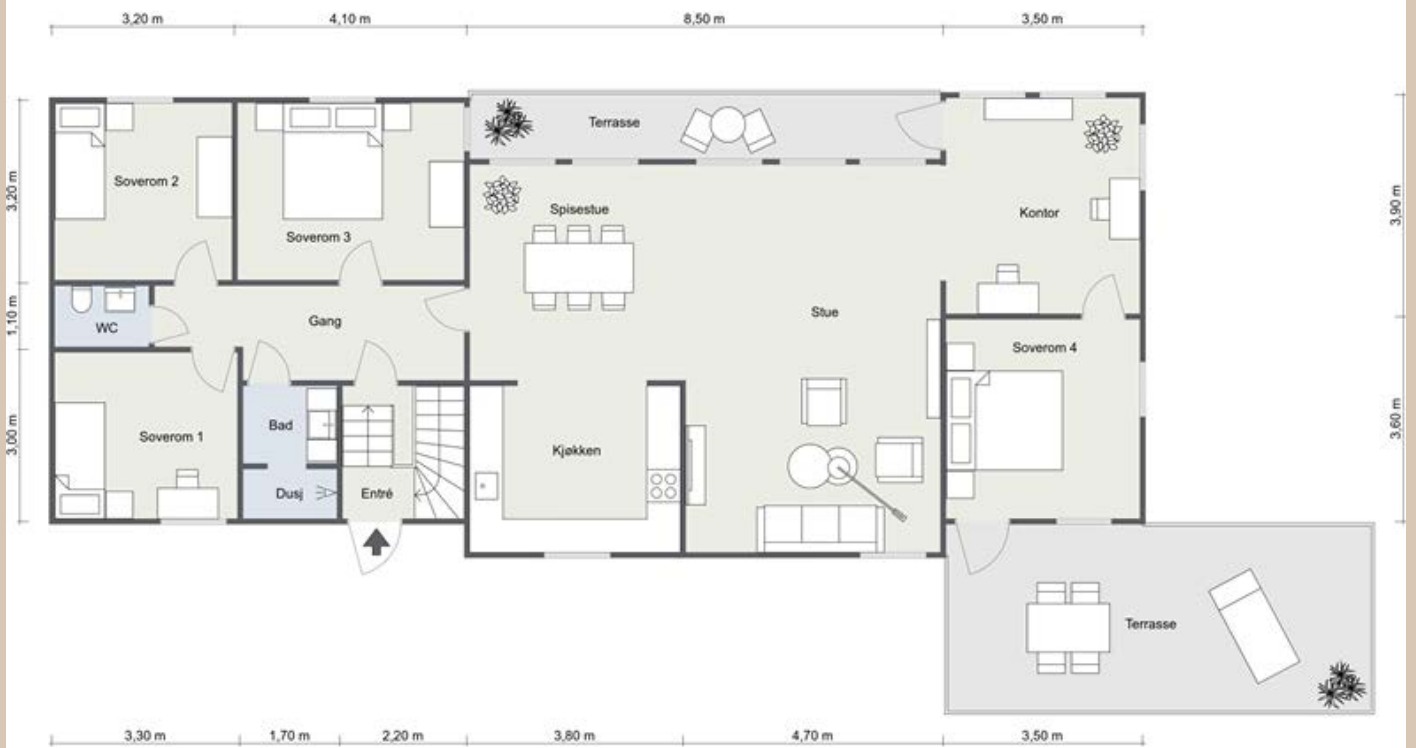 3,20 m 4,10 m 8,50 m 3,50 m
Terrasse
Soverom 2
3,20 m
Spisestue
3,90 m
Kontor
Soverom 3
1,10 m
Stue
Gang
WC
Soverom 4
Bad
Soverom 1
3,00 m
Kjøkken
3,60 m
Dusj
Entré
Terrasse
3,30 m 1,70 m 2,20 m 3,80 m 4,70 m 3,50 m